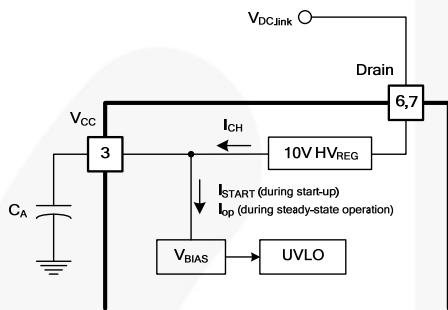 V_DC,link
Drain
6,7
V_CC
I_CH
3
10V HV_REG
I_START (during start-up)
C_A
I_op (during steady-state operation)
V_BIAS
UVLO